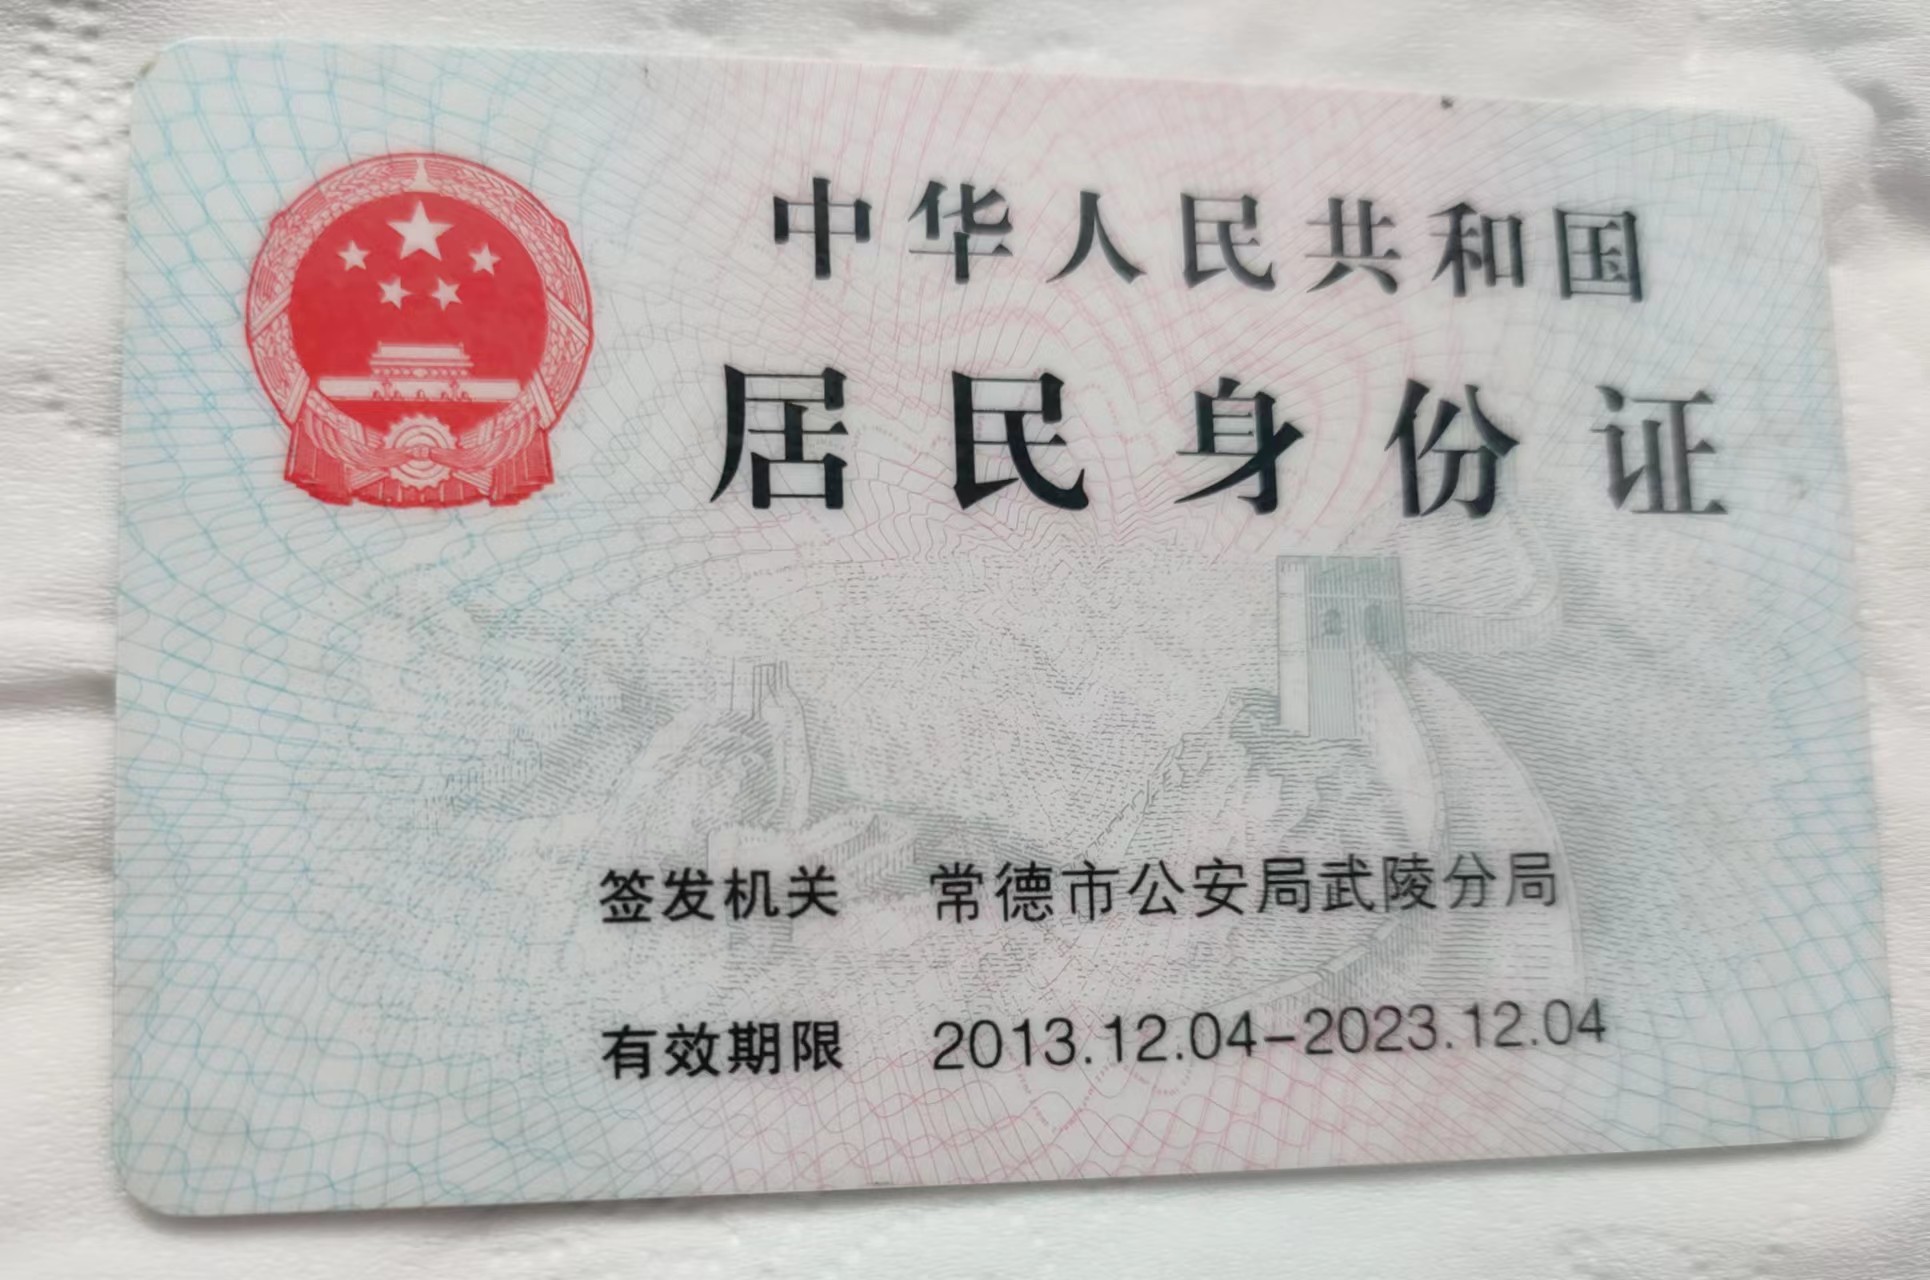 中华人民共和国
居民身份证
签发机关 常德市公安局武陵分局
有效期限 2013.12.04-2023.12.04